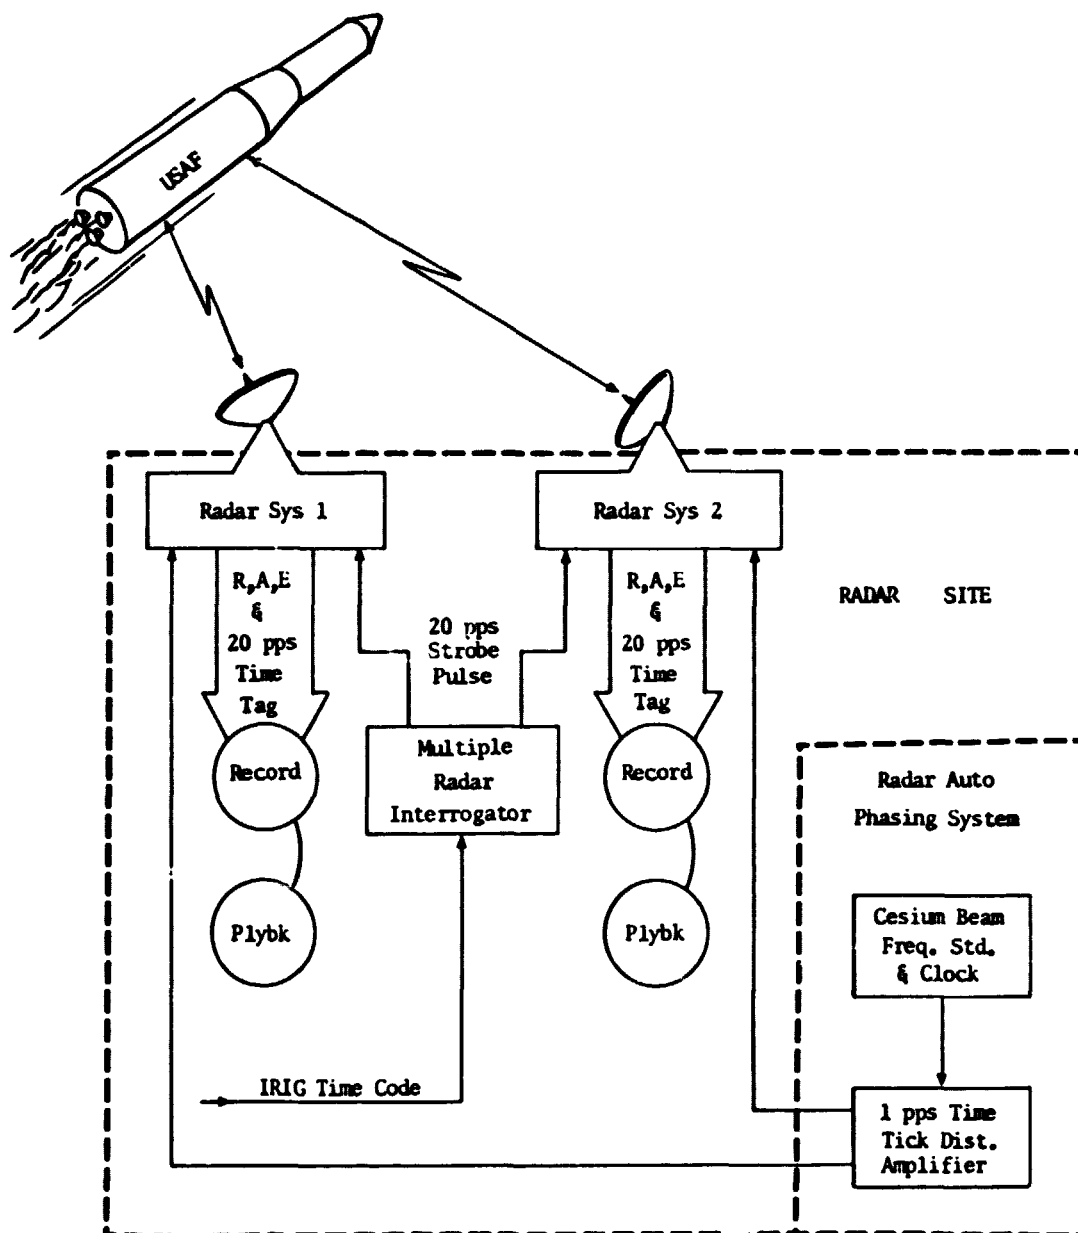 USAF
Radar Sys 1
Radar Sys 2
R,A,E
&
20 pps
Time
Tag
20 pps
Strobe
Pulse
R,A,E
&
20 pps
Time
Tag
RADAR SITE
Record
Multiple
Radar
Interrogator
Record
Radar Auto
Phasing System
Plybk
Plybk
Cesium Beam
Freq. Std.
& Clock
IRIG Time Code
1 pps Time
Tick Dist.
Amplifier